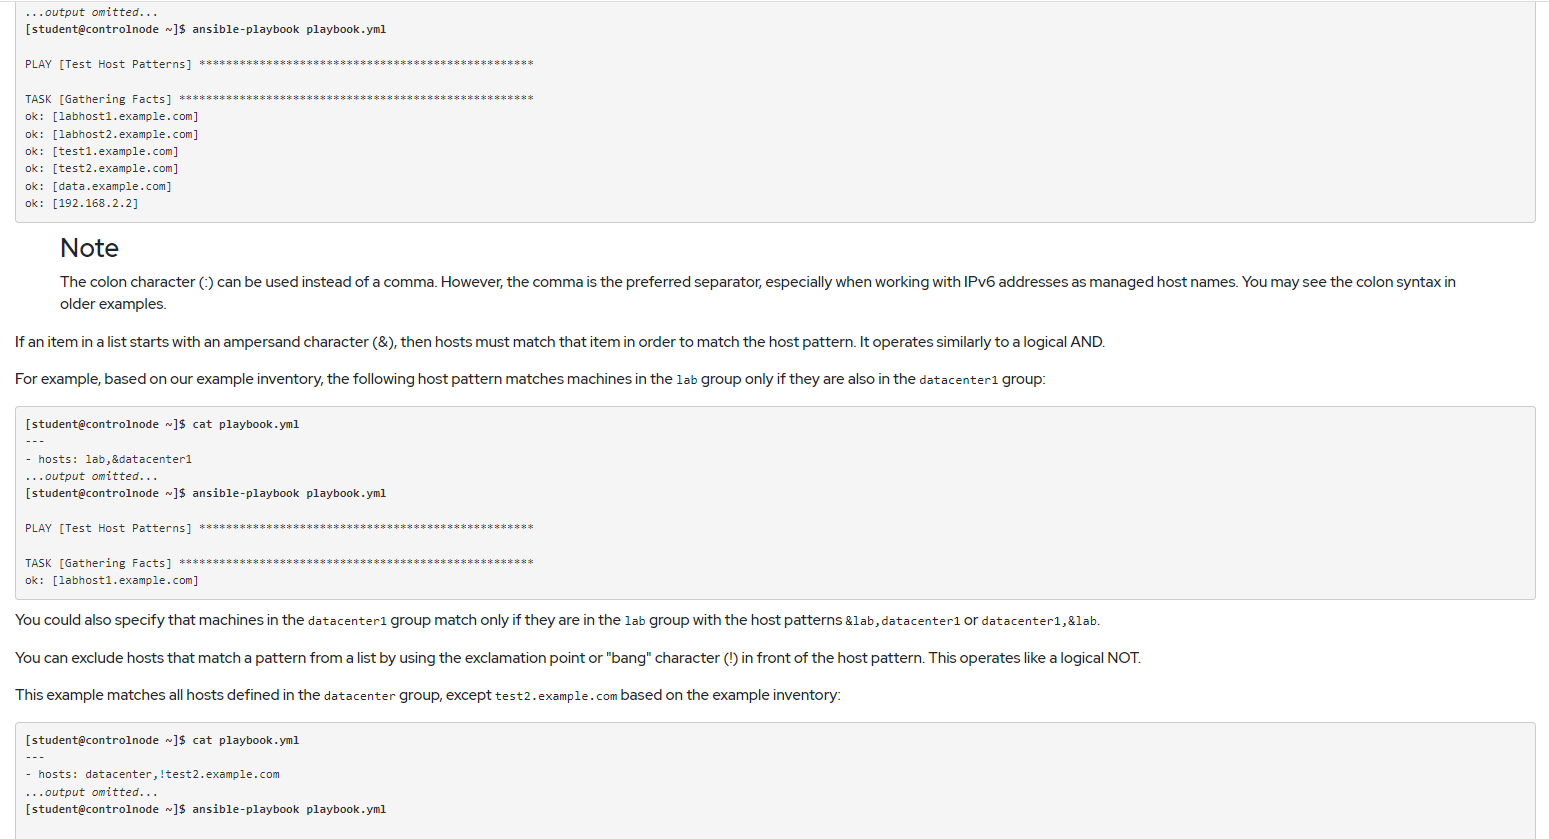 ...output omitted...
[student@controlnode ~]$ ansible-playbook playbook.yml
PLAY [Test Host Patterns] **************************************************
TASK [Gathering Facts] *****************************************************
ok: [labhost1.example.com]
ok: [labhost2.example.com]
ok: [test1.example.com]
ok: [test2.example.com]
ok: [data.example.com]
ok: [192.168.2.2]
Note
The colon character (:) can be used instead of a comma. However, the comma is the preferred separator, especially when working with IPv6 addresses as managed host names. You may see the colon syntax in
older examples.
If an item in a list starts with an ampersand character (&), then hosts must match that item in order to match the host pattern. It operates similarly to a logical AND.
For example, based on our example inventory, the following host pattern matches machines in the lab group only if they are also in the datacenter1 group:
[student@controlnode ~]$ cat playbook.yml
---
- hosts: lab,&datacenter1
...output omitted...
[student@controlnode ~]$ ansible-playbook playbook.yml
PLAY [Test Host Patterns] **************************************************
TASK [Gathering Facts] *****************************************************
ok: [labhost1.example.com]
You could also specify that machines in the datacenter1 group match only if they are in the lab group with the host patterns &lab,datacenter1 or datacenter1,&lab.
You can exclude hosts that match a pattern from a list by using the exclamation point or "bang" character (!) in front of the host pattern. This operates like a logical NOT.
This example matches all hosts defined in the datacenter group, except test2.example.com based on the example inventory:
[student@controlnode ~]$ cat playbook.yml
---
- hosts: datacenter,!test2.example.com
...output omitted...
[student@controlnode ~]$ ansible-playbook playbook.yml